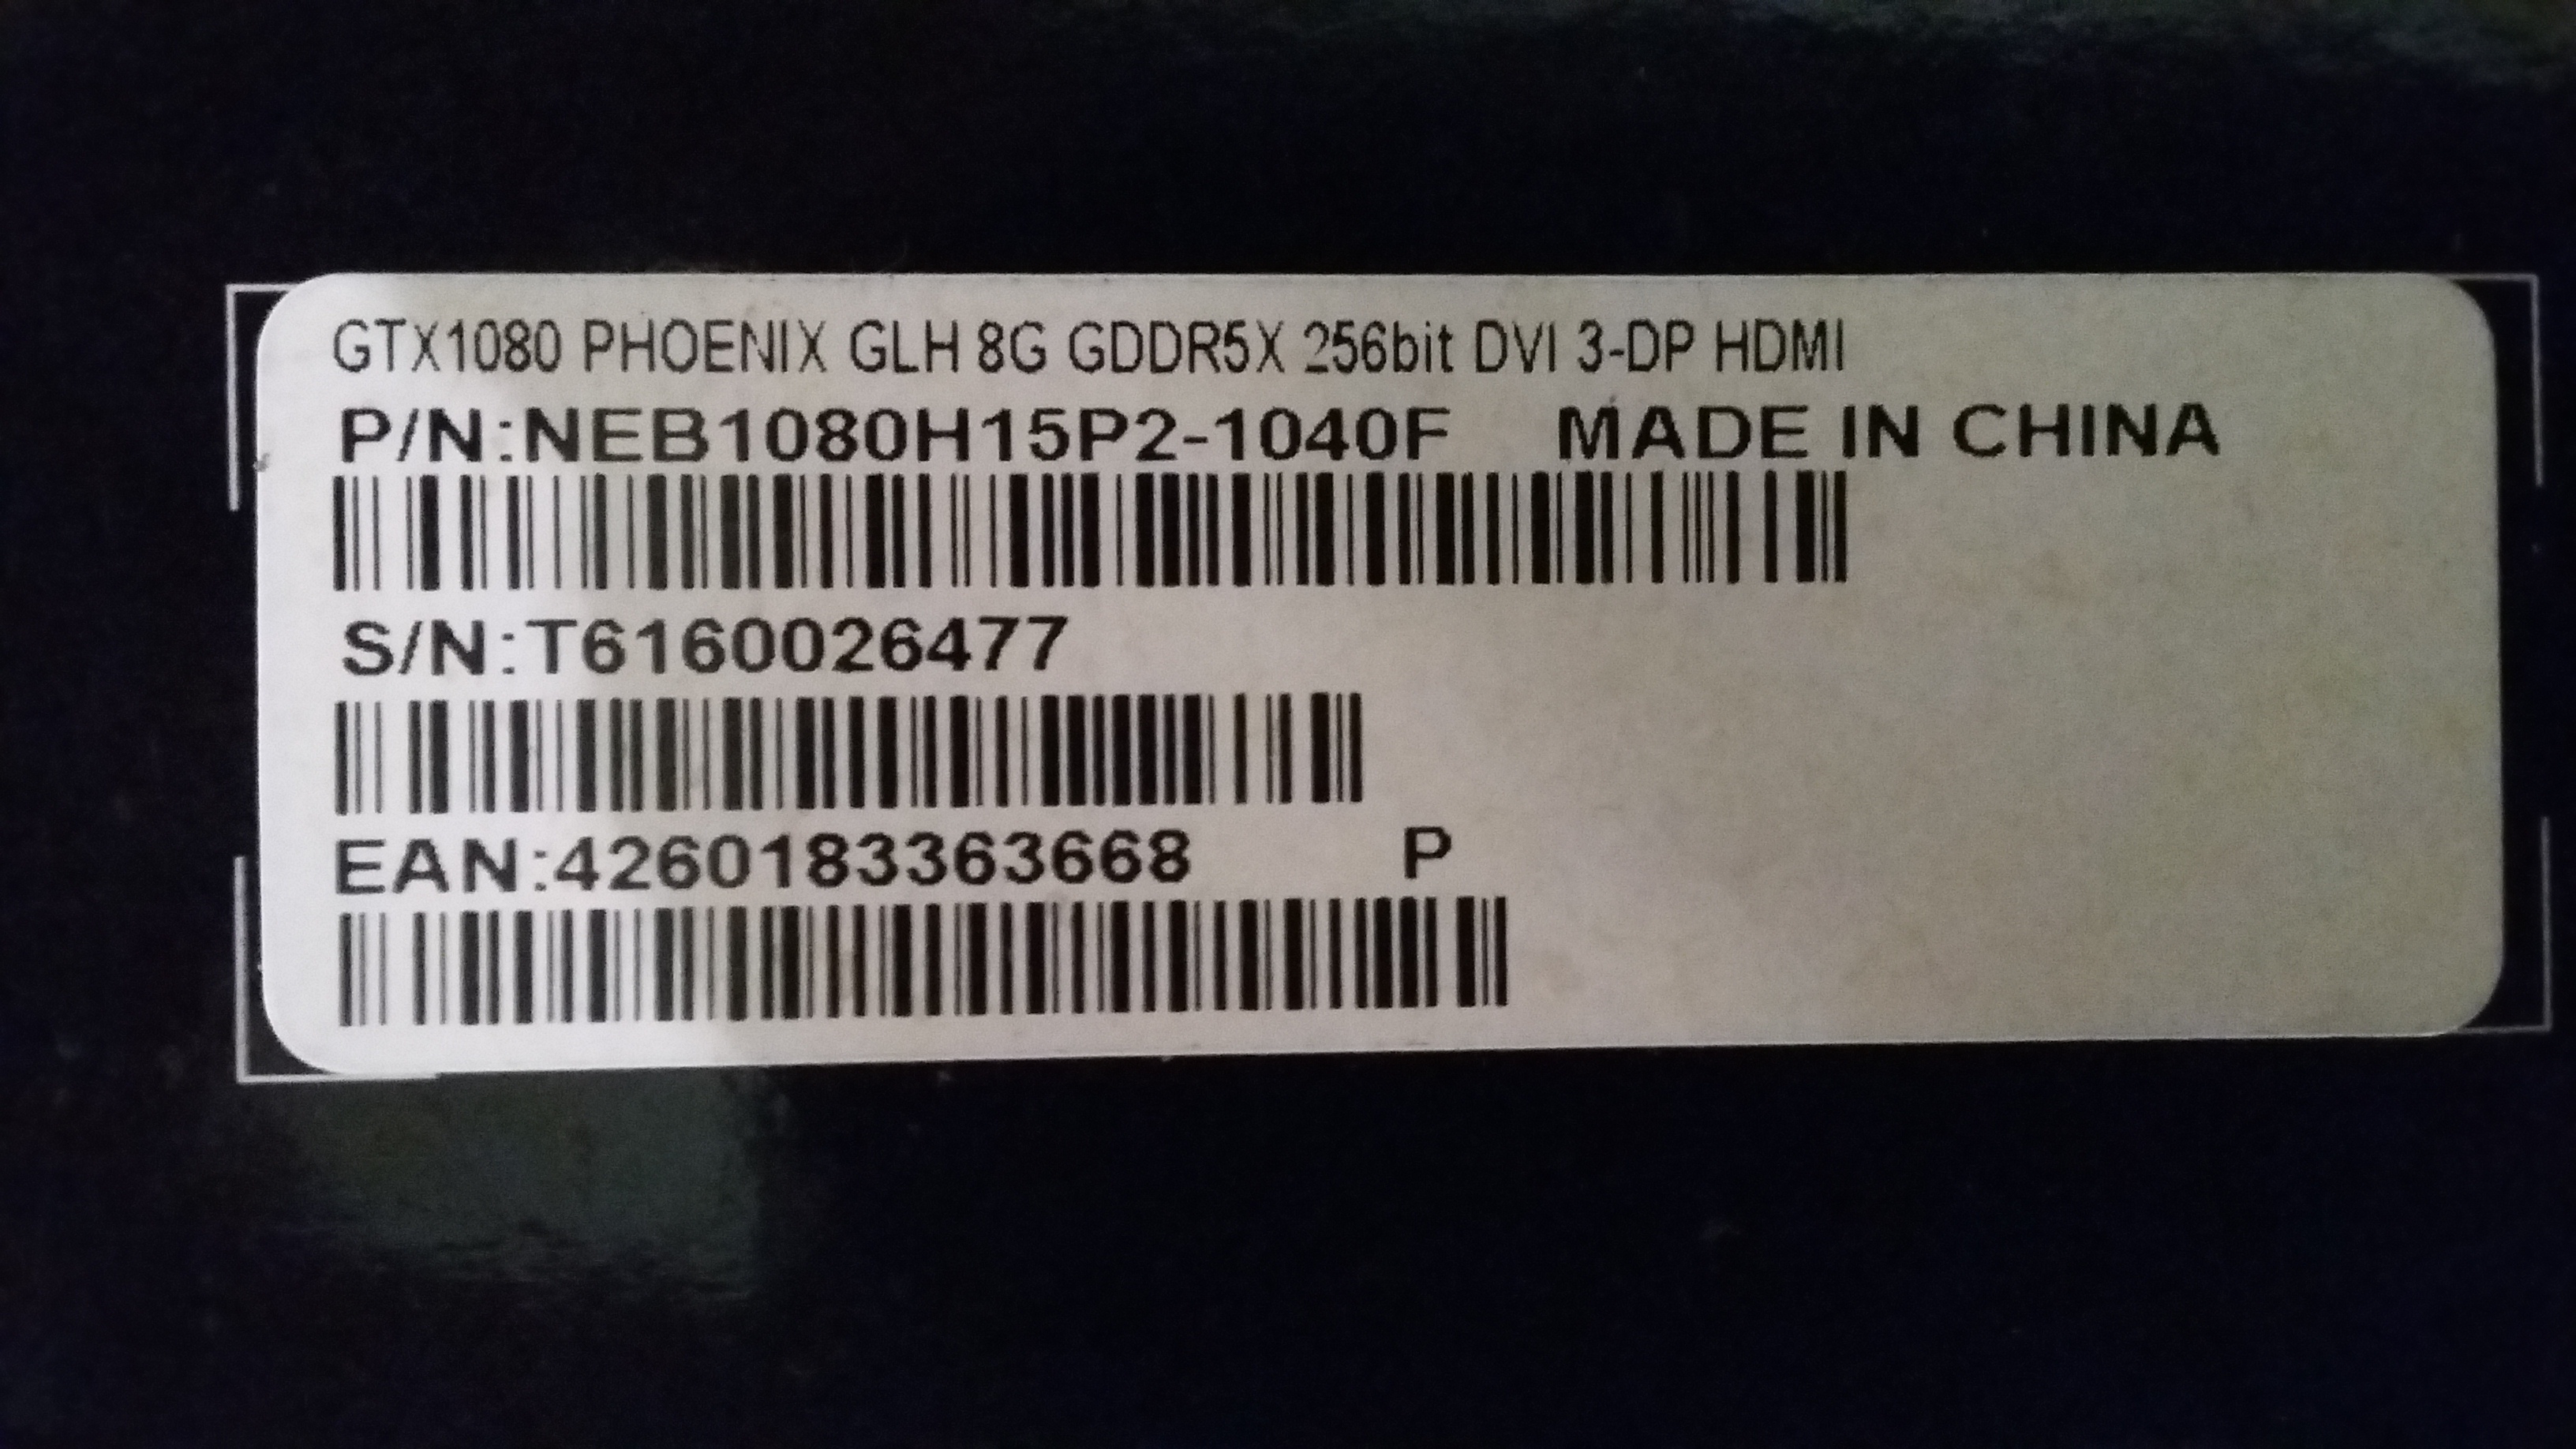 GTX1080 PHOENIX GLH 8G GDDR5X 256bit DVI 3-DP HDMI
P/N:NEB1080H15P2-1040F MADE IN CHINA
S/N:T6160026477
EAN:4260183363668 P